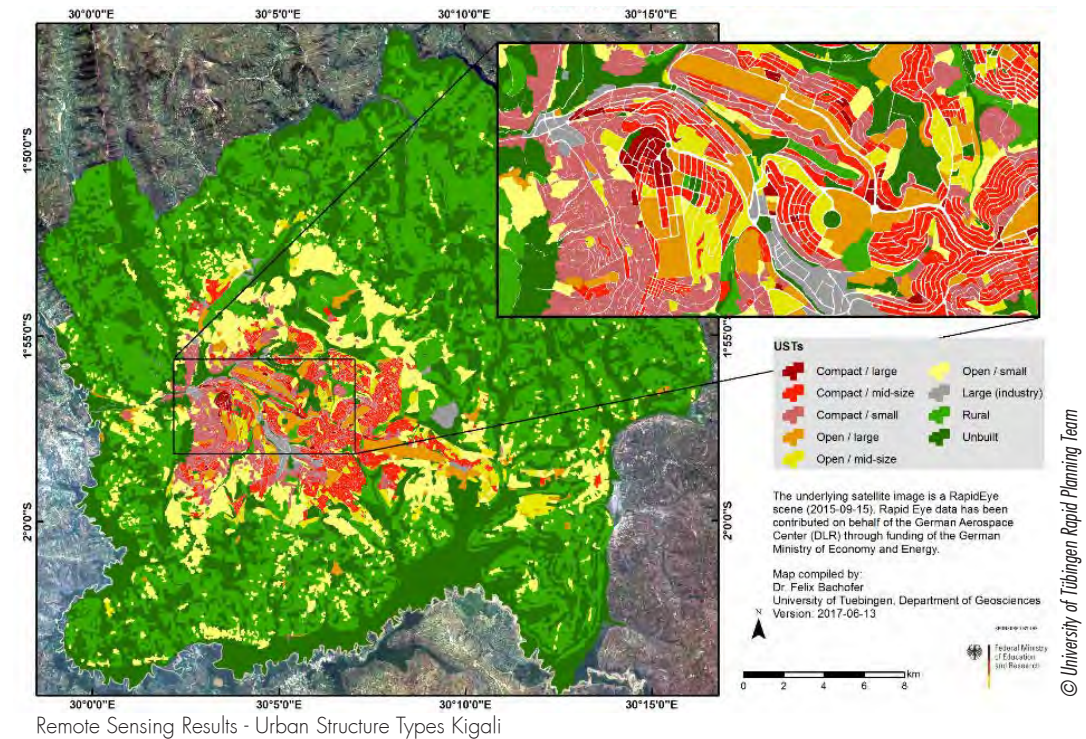 30°0'0"E
30°5'0"E
30°10'0"E
30°15'0"E
1°50'0"S
1°55'0"S
1°55'0"S
2°0'0"S
2°0'0"S
USTs
Compact / large
Compact / mid-size
Compact / small
Open / large
Open / mid-size
Open / small
Large (industry)
Rural
Unbuilt
The underlying satellite image is a RapidEye
scene (2015-09-15). Rapid Eye data has been
contributed on behalf of the German Aerospace
Center (DLR) through funding of the German
Ministry of Economy and Energy.
Map compiled by:
Dr. Felix Bachofer
University of Tuebingen, Department of Geosciences
Version: 2017-06-13
N
SPONSORED BY THE
Federal Ministry
of Education
and Research
km
0 2 4 6 8
30°0'0"E
30°5'0"E
30°10'0"E
30°15'0"E
© University of Tübingen Rapid Planning Team
Remote Sensing Results - Urban Structure Types Kigali